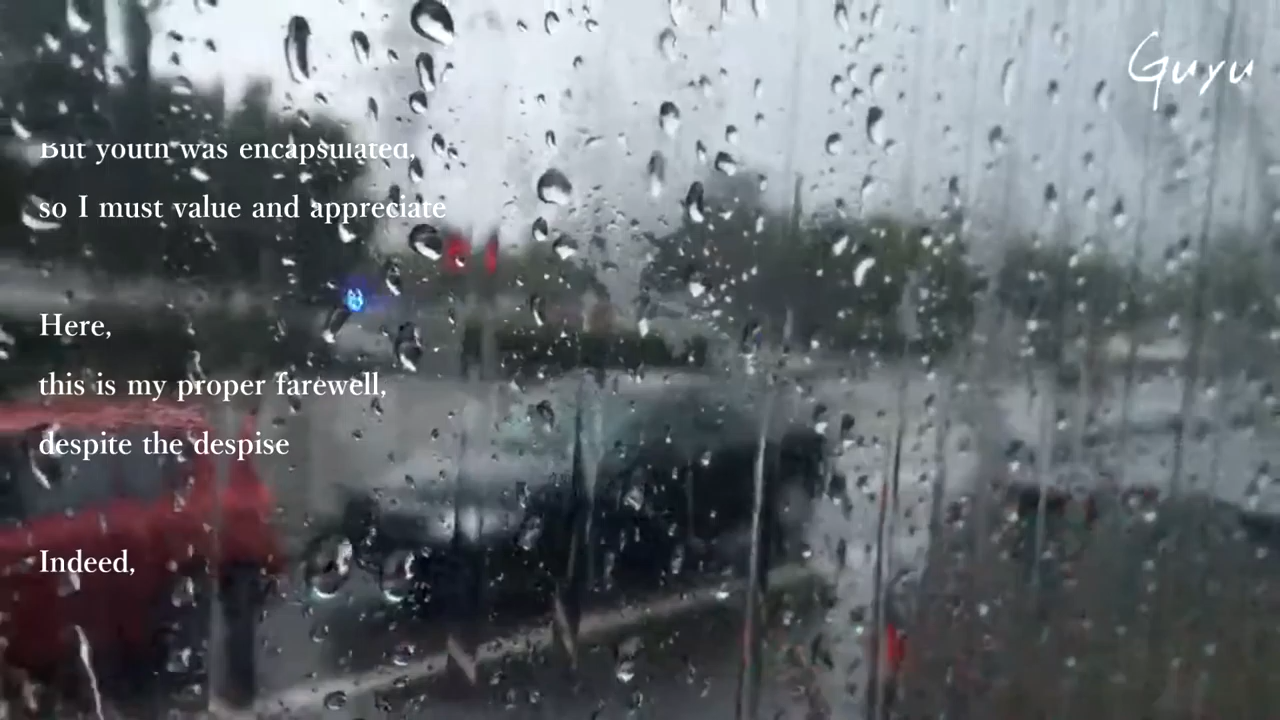 Guyu
But youth was encapsulated,
so I must value and appreciate
Here,
this is my proper farewell,
despite the despise
Indeed,